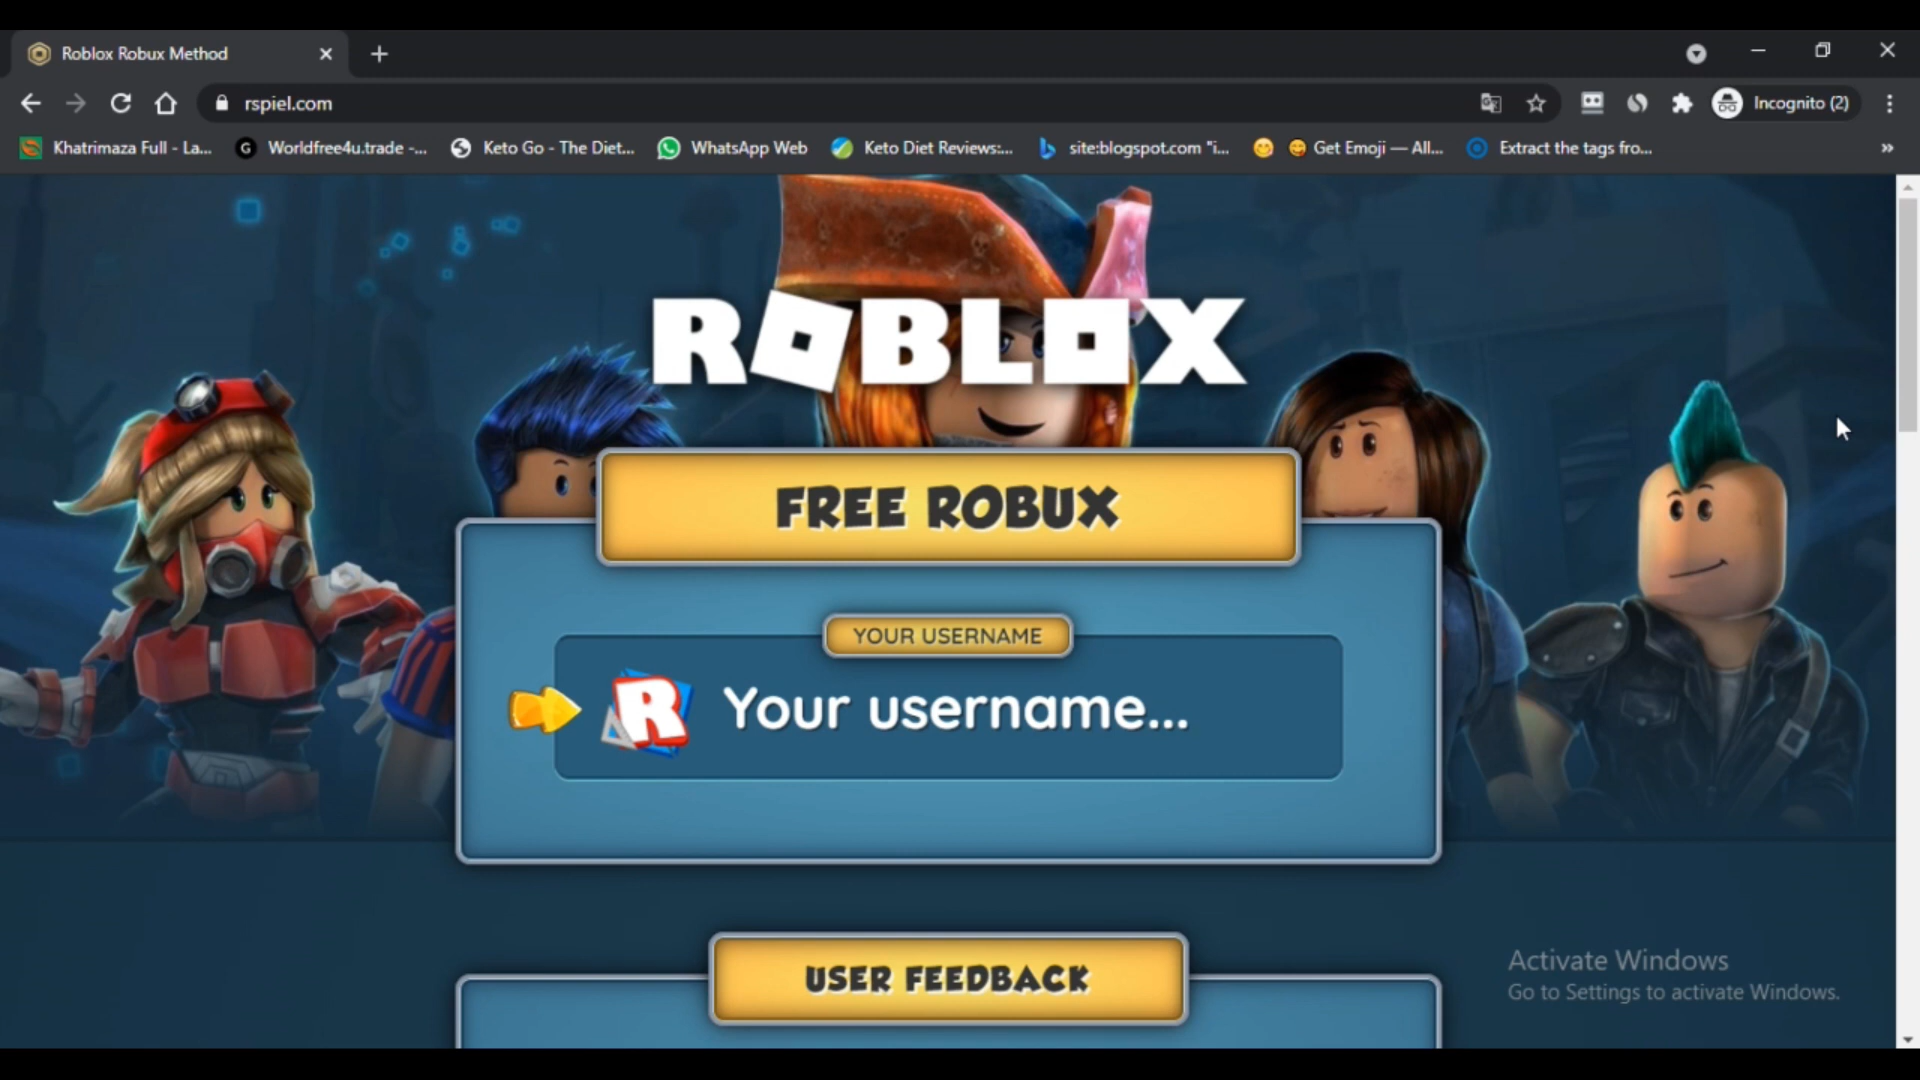 Roblox Robux Method
rspiel.com
Incognito (2)
Khatrimaza Full - La...
Worldfree4u.trade -...
Keto Go - The Diet...
WhatsApp Web
Keto Diet Reviews:...
site:blogspot.com "i...
Get Emoji — All...
Extract the tags fro...
ROBLOX
FREE ROBUX
YOUR USERNAME
R Your username...
USER FEEDBACK
Activate Windows
Go to Settings to activate Windows.